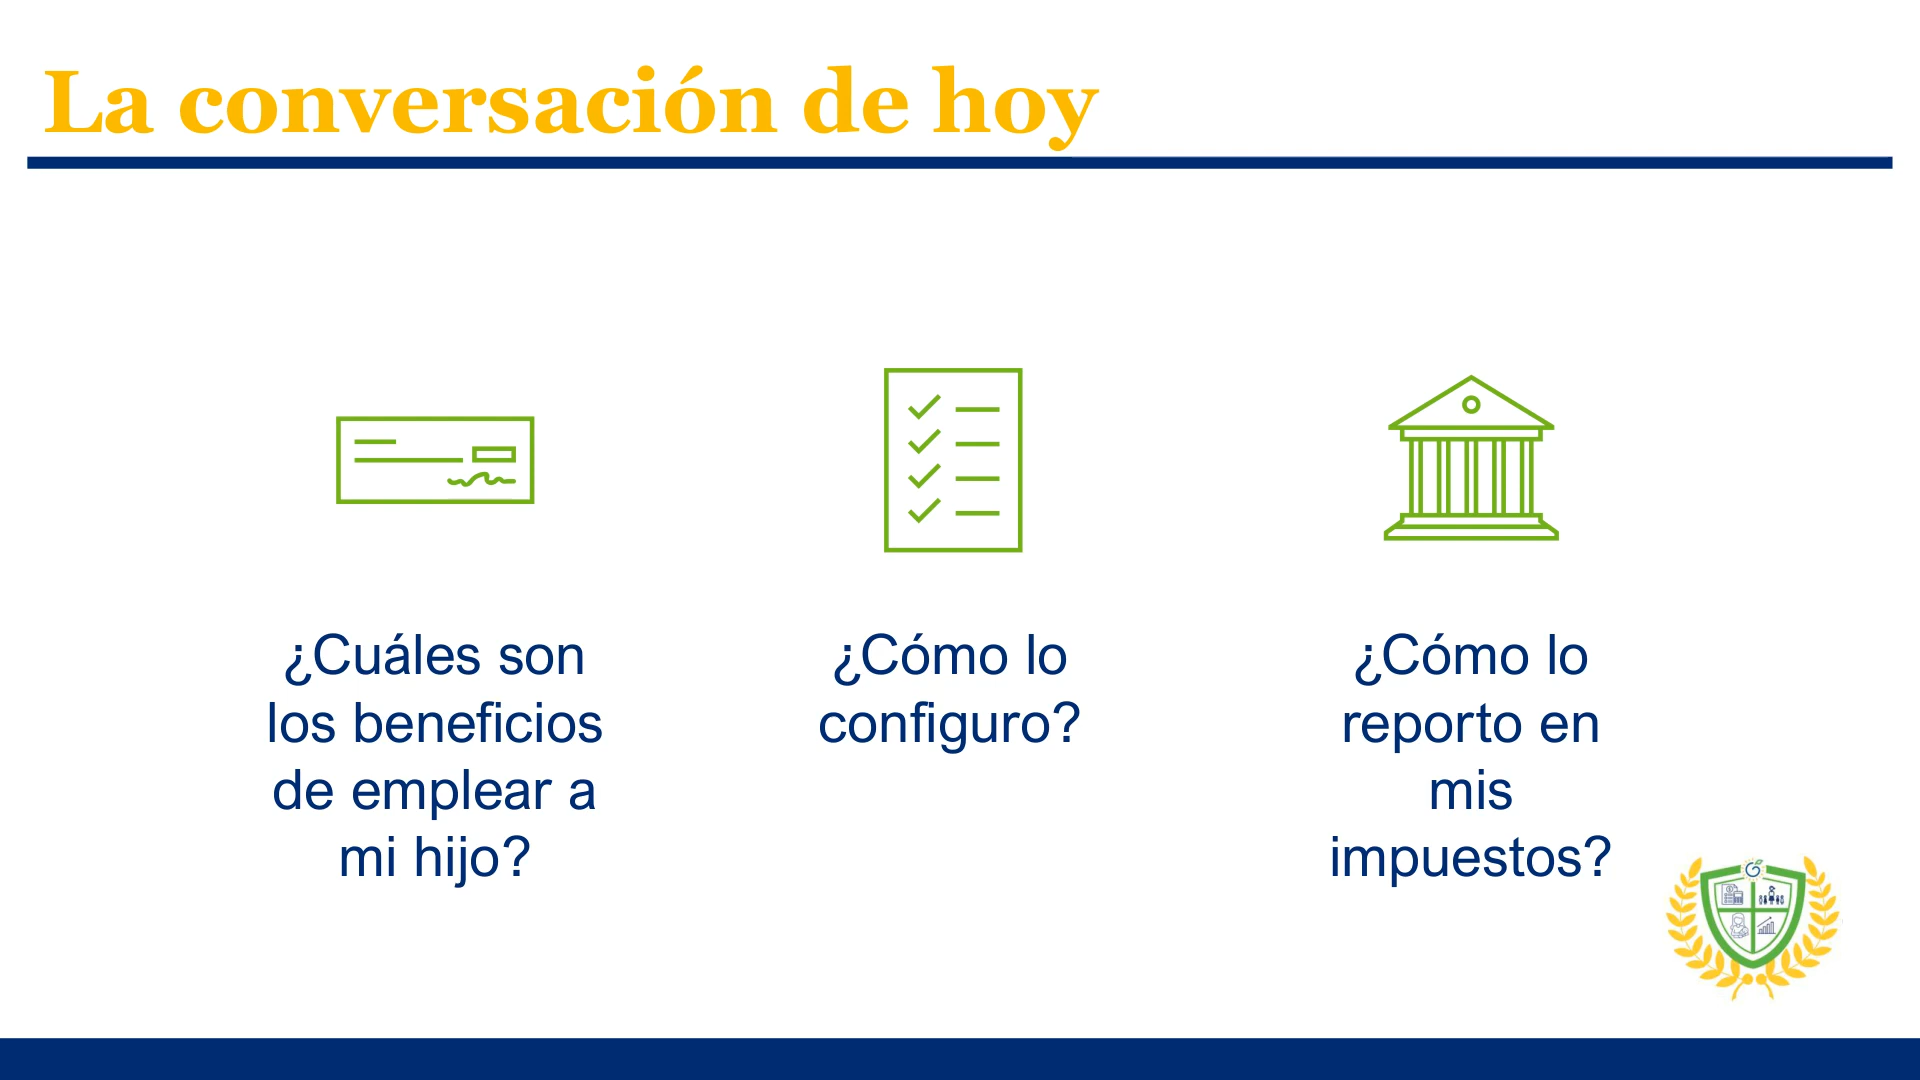 La conversación de hoy
¿Cuáles son
los beneficios
de emplear a
mi hijo?
¿Cómo lo
configuro?
¿Cómo lo
reporto en
mis
impuestos?